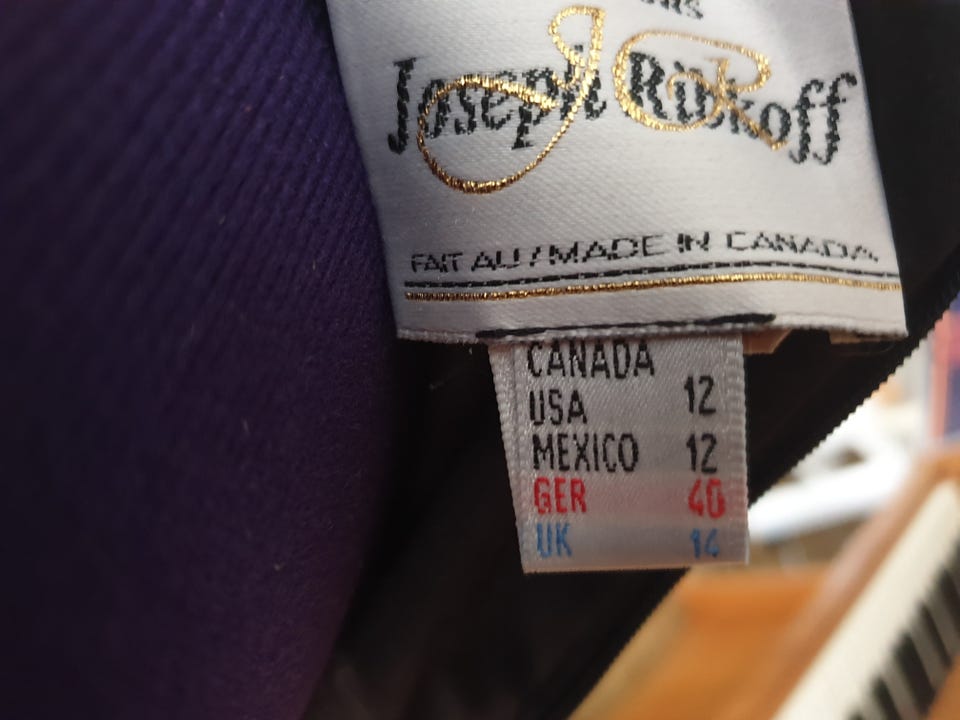 Joseph Ribkoff
FAIT AU / MADE IN CANADA
CANADA
USA 12
MEXICO 12
GER 40
UK 14